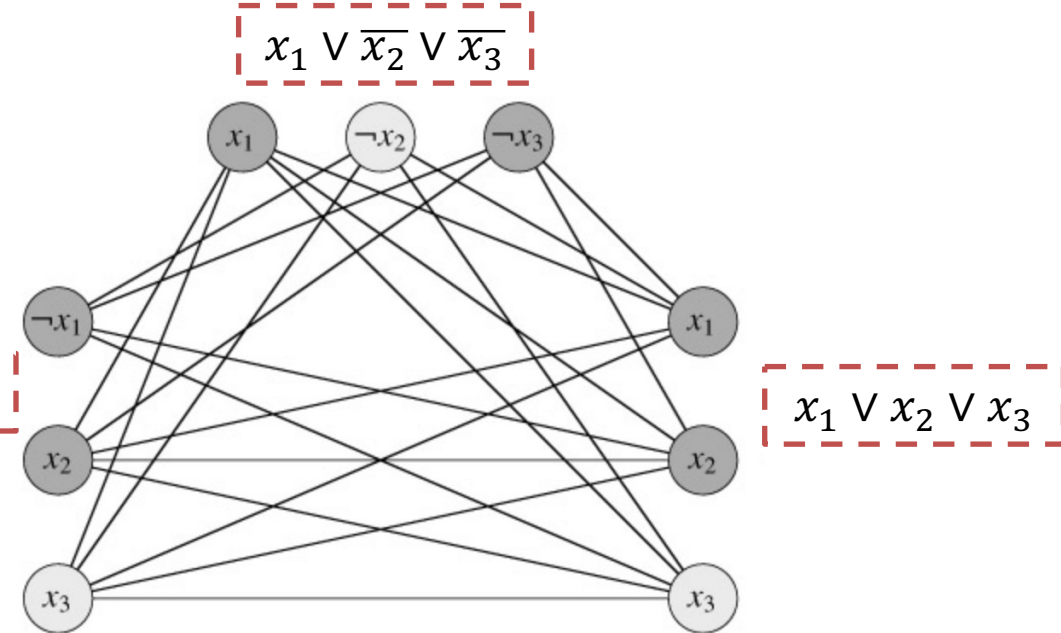 x₁ ∨ x̅₂ ∨ x̅₃
x₁ ¬x₂ ¬x₃
¬x₁ x₁
x₁ ∨ x₂ ∨ x₃
x₂ x₂
x₃ x₃